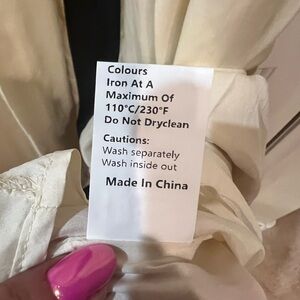 Colours
Iron At A
Maximum Of
110°C/230°F
Do Not Dryclean
Cautions:
Wash separately
Wash inside out
Made In China